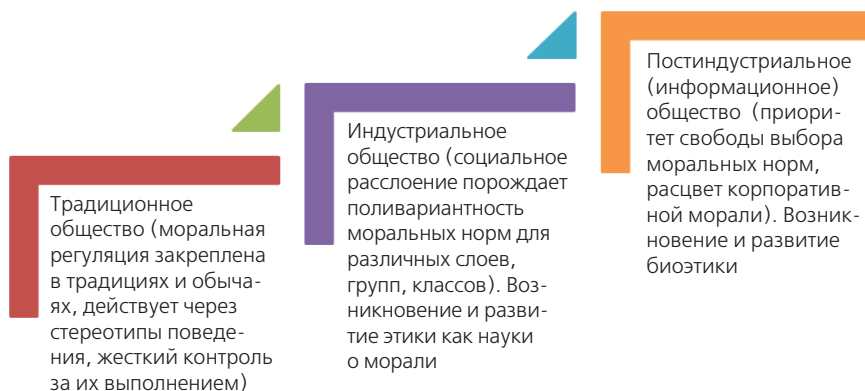 Традиционное
общество (моральная
регуляция закреплена
в традициях и обыча-
ях, действует через
стереотипы поведе-
ния, жесткий контроль
за их выполнением)
Индустриальное
общество (социальное
расслоение порождает
поливариантность
моральных норм для
различных слоев,
групп, классов). Воз-
никновение и разви-
тие этики как науки
о морали
Постиндустриальное
(информационное)
общество (приори-
тет свободы выбора
моральных норм,
расцвет корпоратив-
ной морали). Возник-
новение и развитие
биоэтики